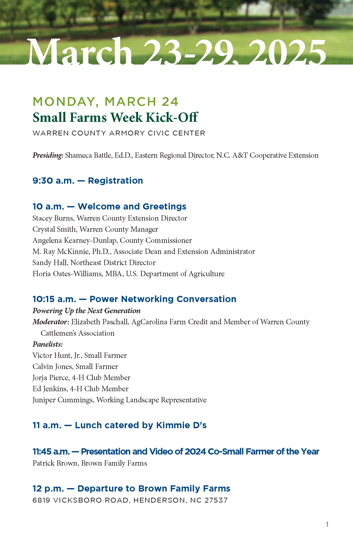 March 23-29, 2025
MONDAY, MARCH 24
Small Farms Week Kick-Off
WARREN COUNTY ARMORY CIVIC CENTER
Presiding: Shameca Battle, Ed.D., Eastern Regional Director, N.C. A&T Cooperative Extension
9:30 a.m. — Registration
10 a.m. — Welcome and Greetings
Stacey Burns, Warren County Extension Director
Crystal Smith, Warren County Manager
Angelena Kearney-Dunlap, County Commissioner
M. Ray McKinnie, Ph.D., Associate Dean and Extension Administrator
Sandy Hall, Northeast District Director
Floria Oates-Williams, MBA, U.S. Department of Agriculture
10:15 a.m. — Power Networking Conversation
Powering Up the Next Generation
Moderator: Elizabeth Paschall, AgCarolina Farm Credit and Member of Warren County
Cattlemen's Association
Panelists:
Victor Hunt, Jr., Small Farmer
Calvin Jones, Small Farmer
Jorja Pierce, 4-H Club Member
Ed Jenkins, 4-H Club Member
Juniper Cummings, Working Landscape Representative
11 a.m. — Lunch catered by Kimmie D's
11:45 a.m. — Presentation and Video of 2024 Co-Small Farmer of the Year
Patrick Brown, Brown Family Farms
12 p.m. — Departure to Brown Family Farms
6819 VICKSBORO ROAD, HENDERSON, NC 27537
1